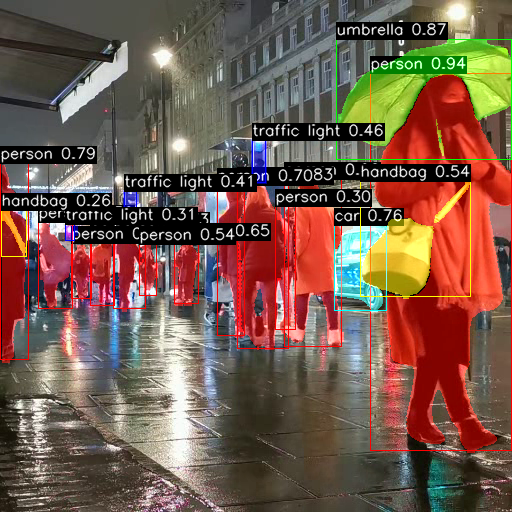 umbrella 0.87
person 0.94
traffic light 0.46
person 0.79
handbag 0.54
traffic light 0.41
person 0.30
handbag 0.26
car 0.76
traffic light 0.31
person 0.54
0.65